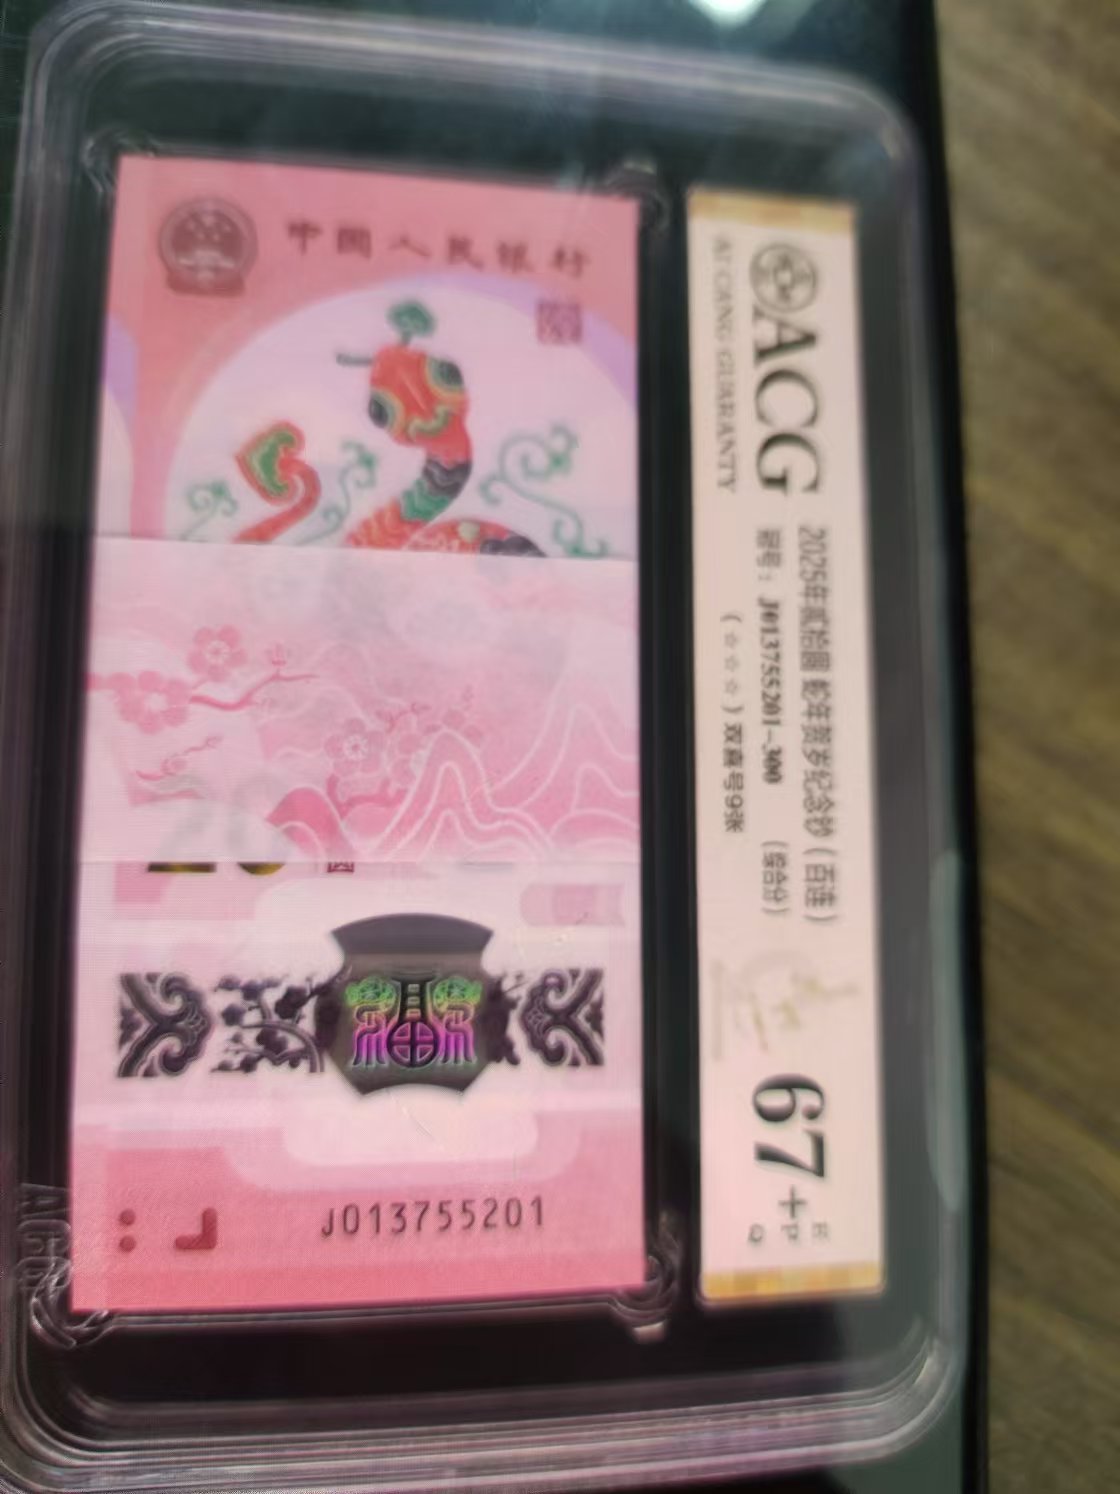 中国人民银行
20
J013755201
ACG
AI CANG GUARANTY
2025年贰拾圆 蛇年贺岁纪念钞（百连）
冠号：J013755201-300 （综合分）
（☆☆☆）双喜号9张
67+
E
P
Q